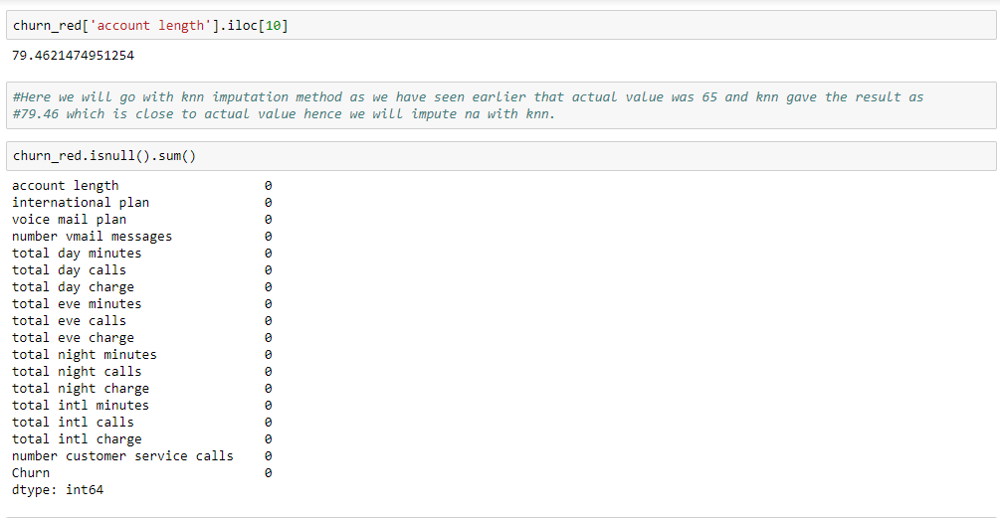 churn_red['account length'].iloc[10]
79.4621474951254
#Here we will go with knn imputation method as we have seen earlier that actual value was 65 and knn gave the result as
#79.46 which is close to actual value hence we will impute na with knn.
churn_red.isnull().sum()
account length 0
international plan 0
voice mail plan 0
number vmail messages 0
total day minutes 0
total day calls 0
total day charge 0
total eve minutes 0
total eve calls 0
total eve charge 0
total night minutes 0
total night calls 0
total night charge 0
total intl minutes 0
total intl calls 0
total intl charge 0
number customer service calls 0
Churn 0
dtype: int64